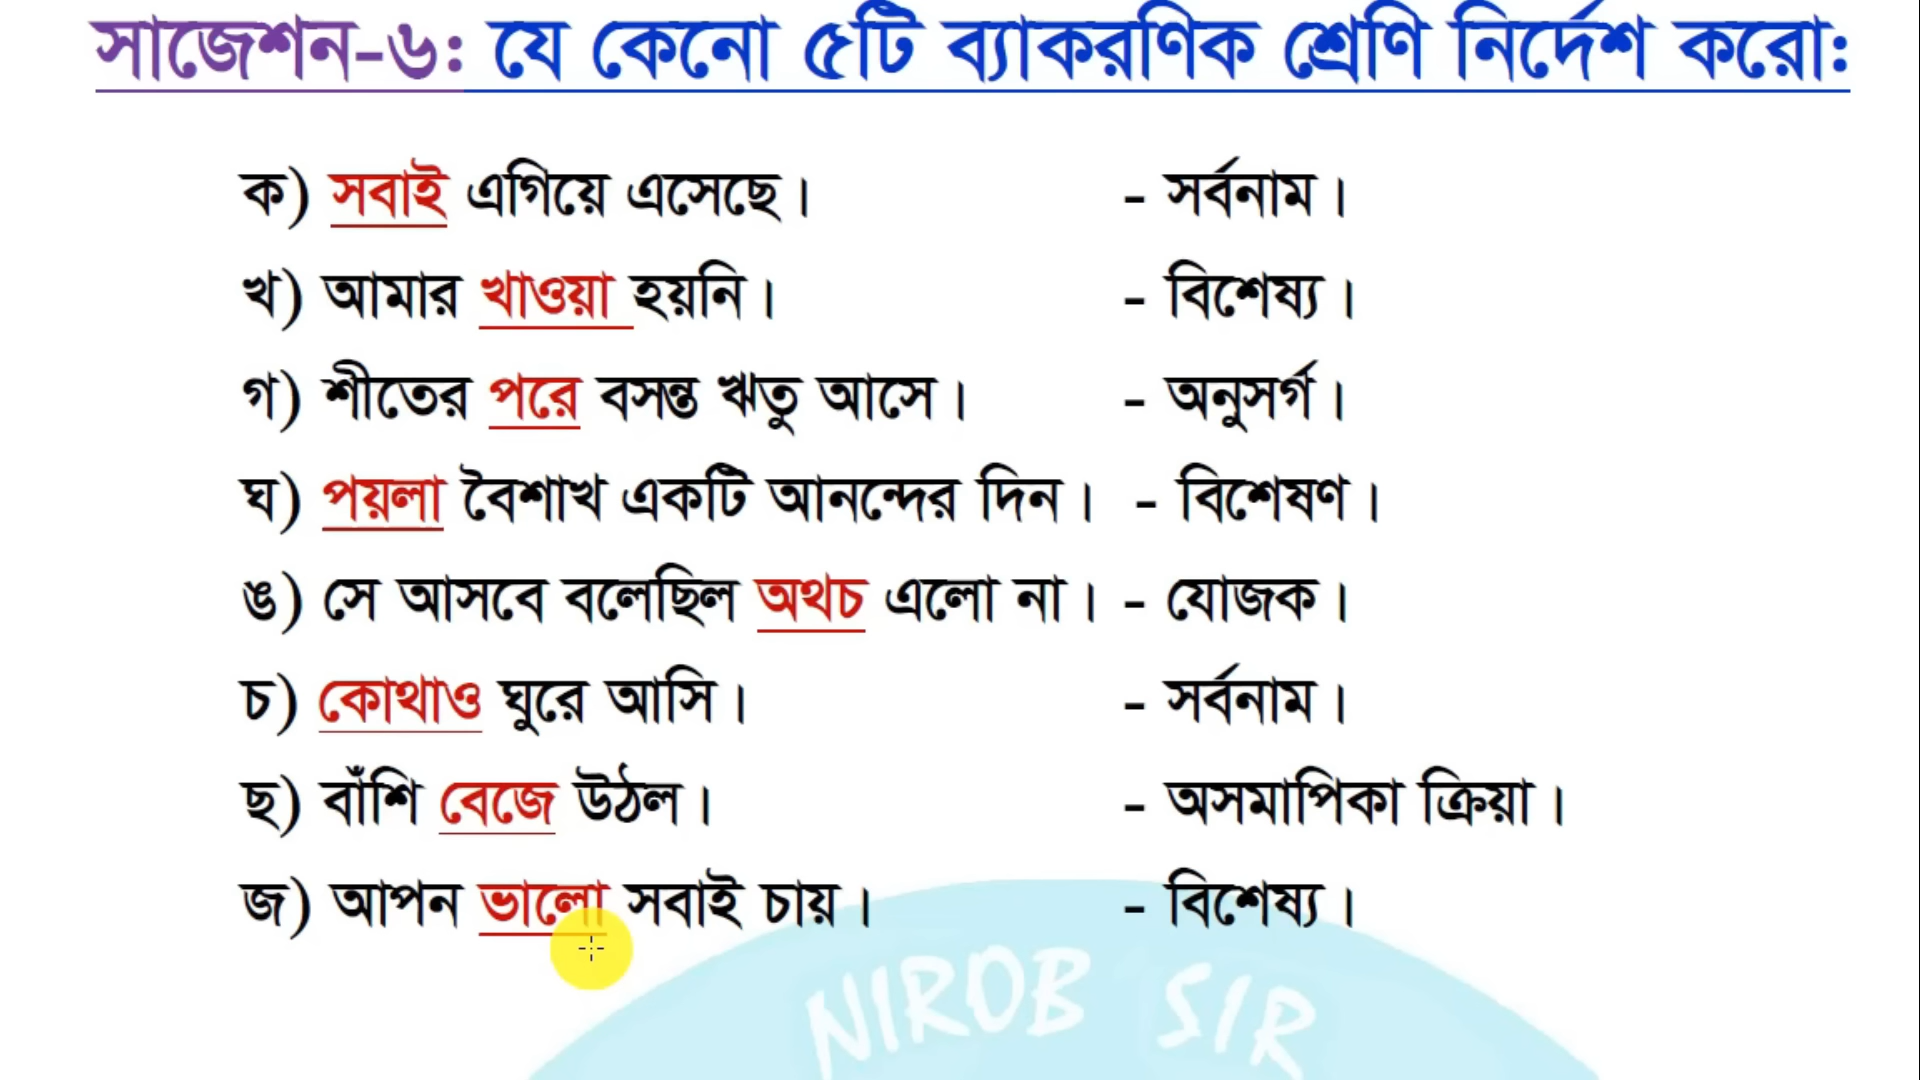 সাজেশন-৬: যে কেনো ৫টি ব্যাকরণিক শ্রেণি নির্দেশ করো:
ক) সবাই এগিয়ে এসেছে। - সর্বনাম।
খ) আমার খাওয়া হয়নি। - বিশেষ্য।
গ) শীতের পরে বসন্ত ঋতু আসে। - অনুসর্গ।
ঘ) পয়লা বৈশাখ একটি আনন্দের দিন। - বিশেষণ।
ঙ) সে আসবে বলেছিল অথচ এলো না। - যোজক।
চ) কোথাও ঘুরে আসি। - সর্বনাম।
ছ) বাঁশি বেজে উঠল। - অসমাপিকা ক্রিয়া।
জ) আপন ভালো সবাই চায়। - বিশেষ্য।
NIROB SIR